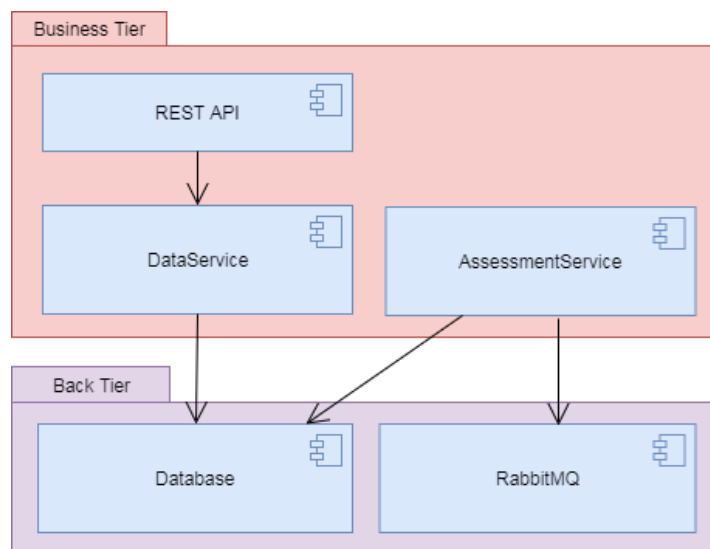 Business Tier
REST API
DataService
AssessmentService
Back Tier
Database
RabbitMQ